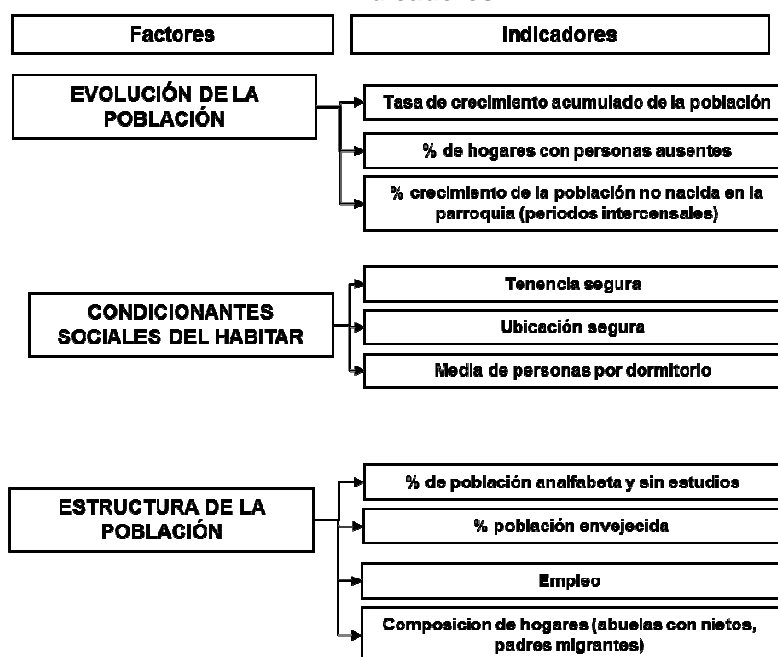 Factores
Indicadores
EVOLUCIÓN DE LA
POBLACIÓN
Tasa de crecimiento acumulado de la población
% de hogares con personas ausentes
% crecimiento de la población no nacida en la
parroquia (periodos intercensales)
CONDICIONANTES
SOCIALES DEL HABITAR
Tenencia segura
Ubicación segura
Media de personas por dormitorio
ESTRUCTURA DE LA
POBLACIÓN
% de población analfabeta y sin estudios
% población envejecida
Empleo
Composicion de hogares (abuelas con nietos,
padres migrantes)